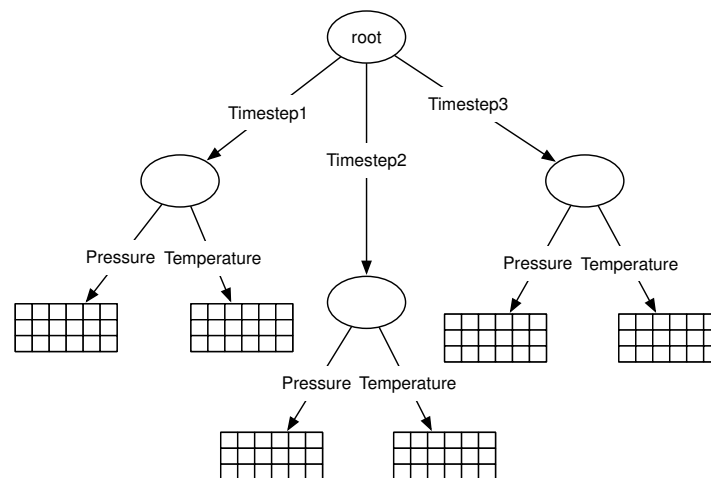 root
Timestep1
Timestep2
Timestep3
Pressure Temperature
Pressure Temperature
Pressure Temperature